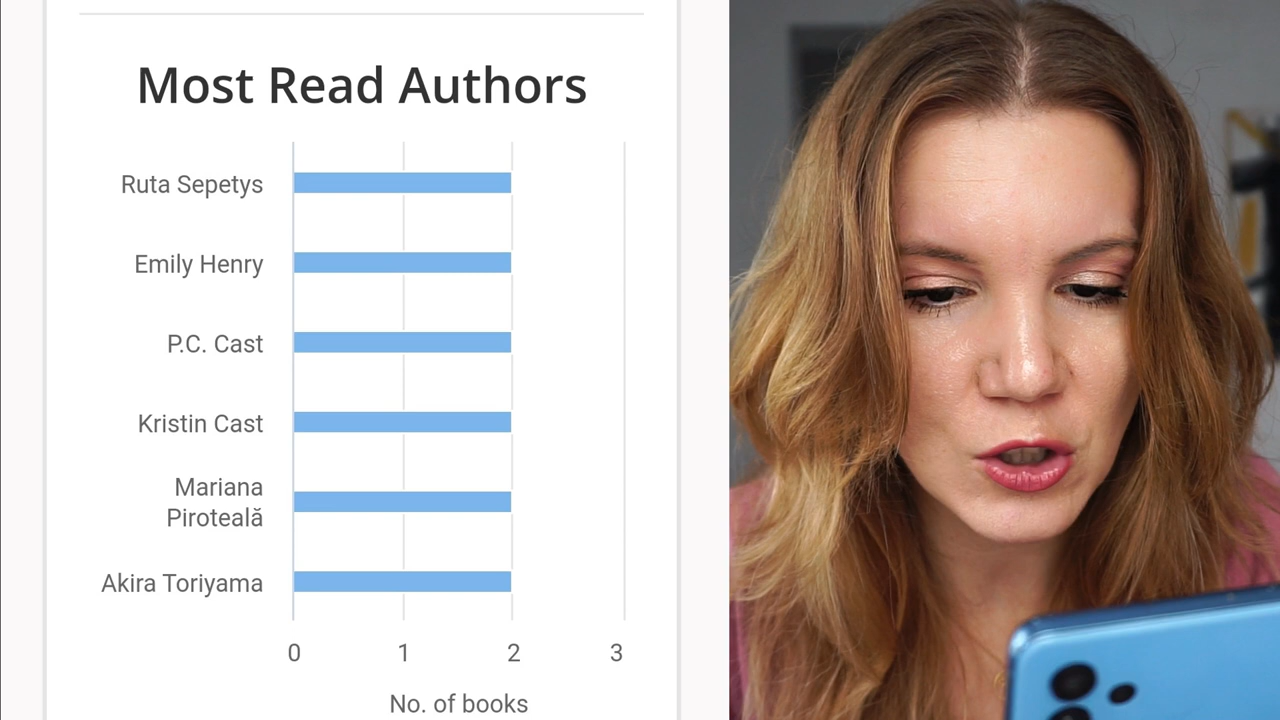 Most Read Authors
Ruta Sepetys
Emily Henry
P.C. Cast
Kristin Cast
Mariana
Piroteală
Akira Toriyama
0 1 2 3
No. of books